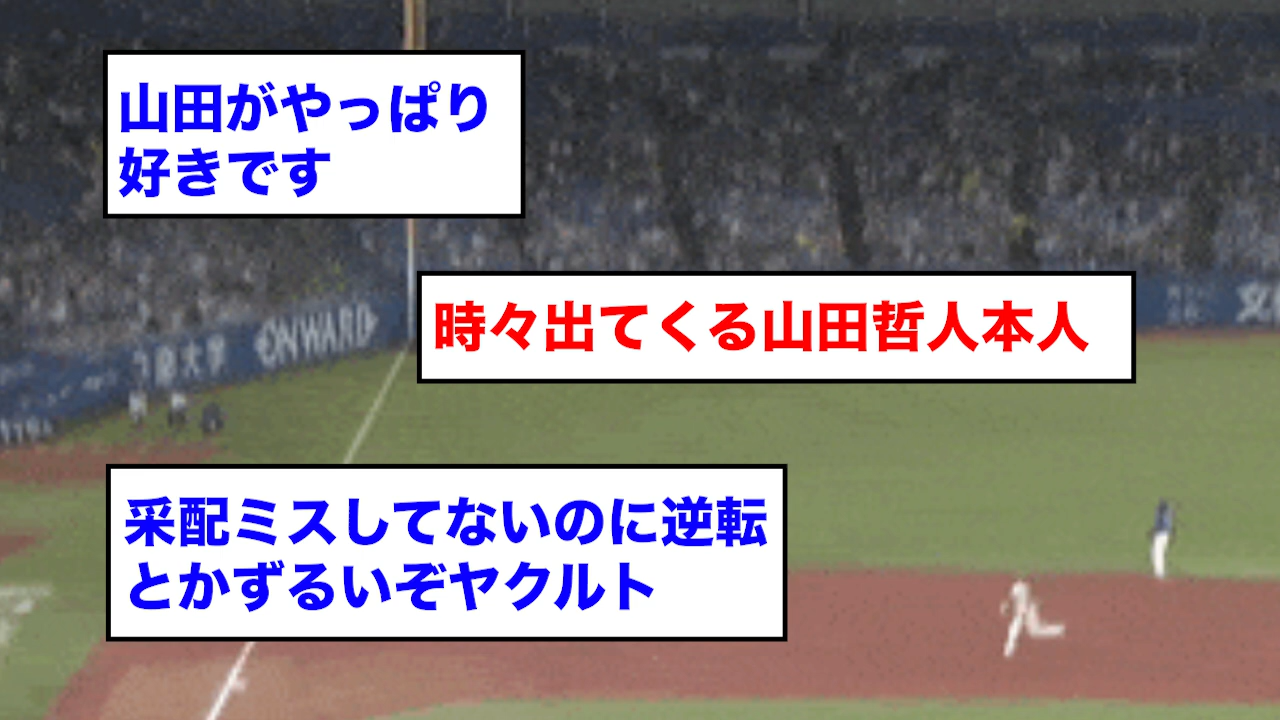 山田がやっぱり
好きです
時々出てくる山田哲人本人
ONWARD
大学
采配ミスしてないのに逆転
とかずるいぞヤクルト